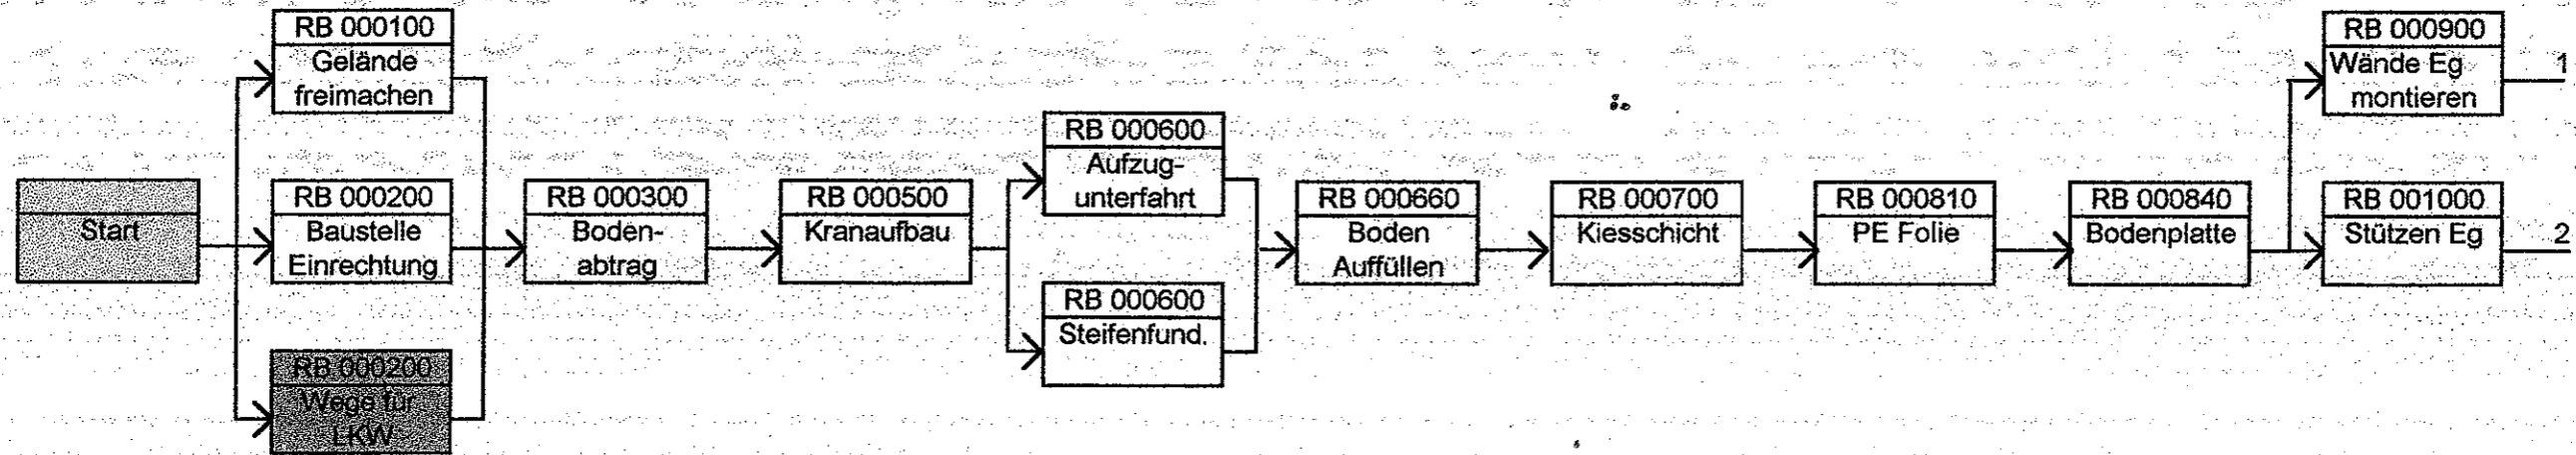 Start
RB 000100
Gelände
freimachen
RB 000200
Baustelle
Einrechtung
RB 000200
Wege für
LKW
RB 000300
Boden-
abtrag
RB 000500
Kranaufbau
RB 000600
Aufzug-
unterfahrt
RB 000600
Steifenfund.
RB 000660
Boden
Auffüllen
RB 000700
Kiesschicht
RB 000810
PE Folie
RB 000840
Bodenplatte
RB 000900
Wände Eg
montieren
1
RB 001000
Stützen Eg
2